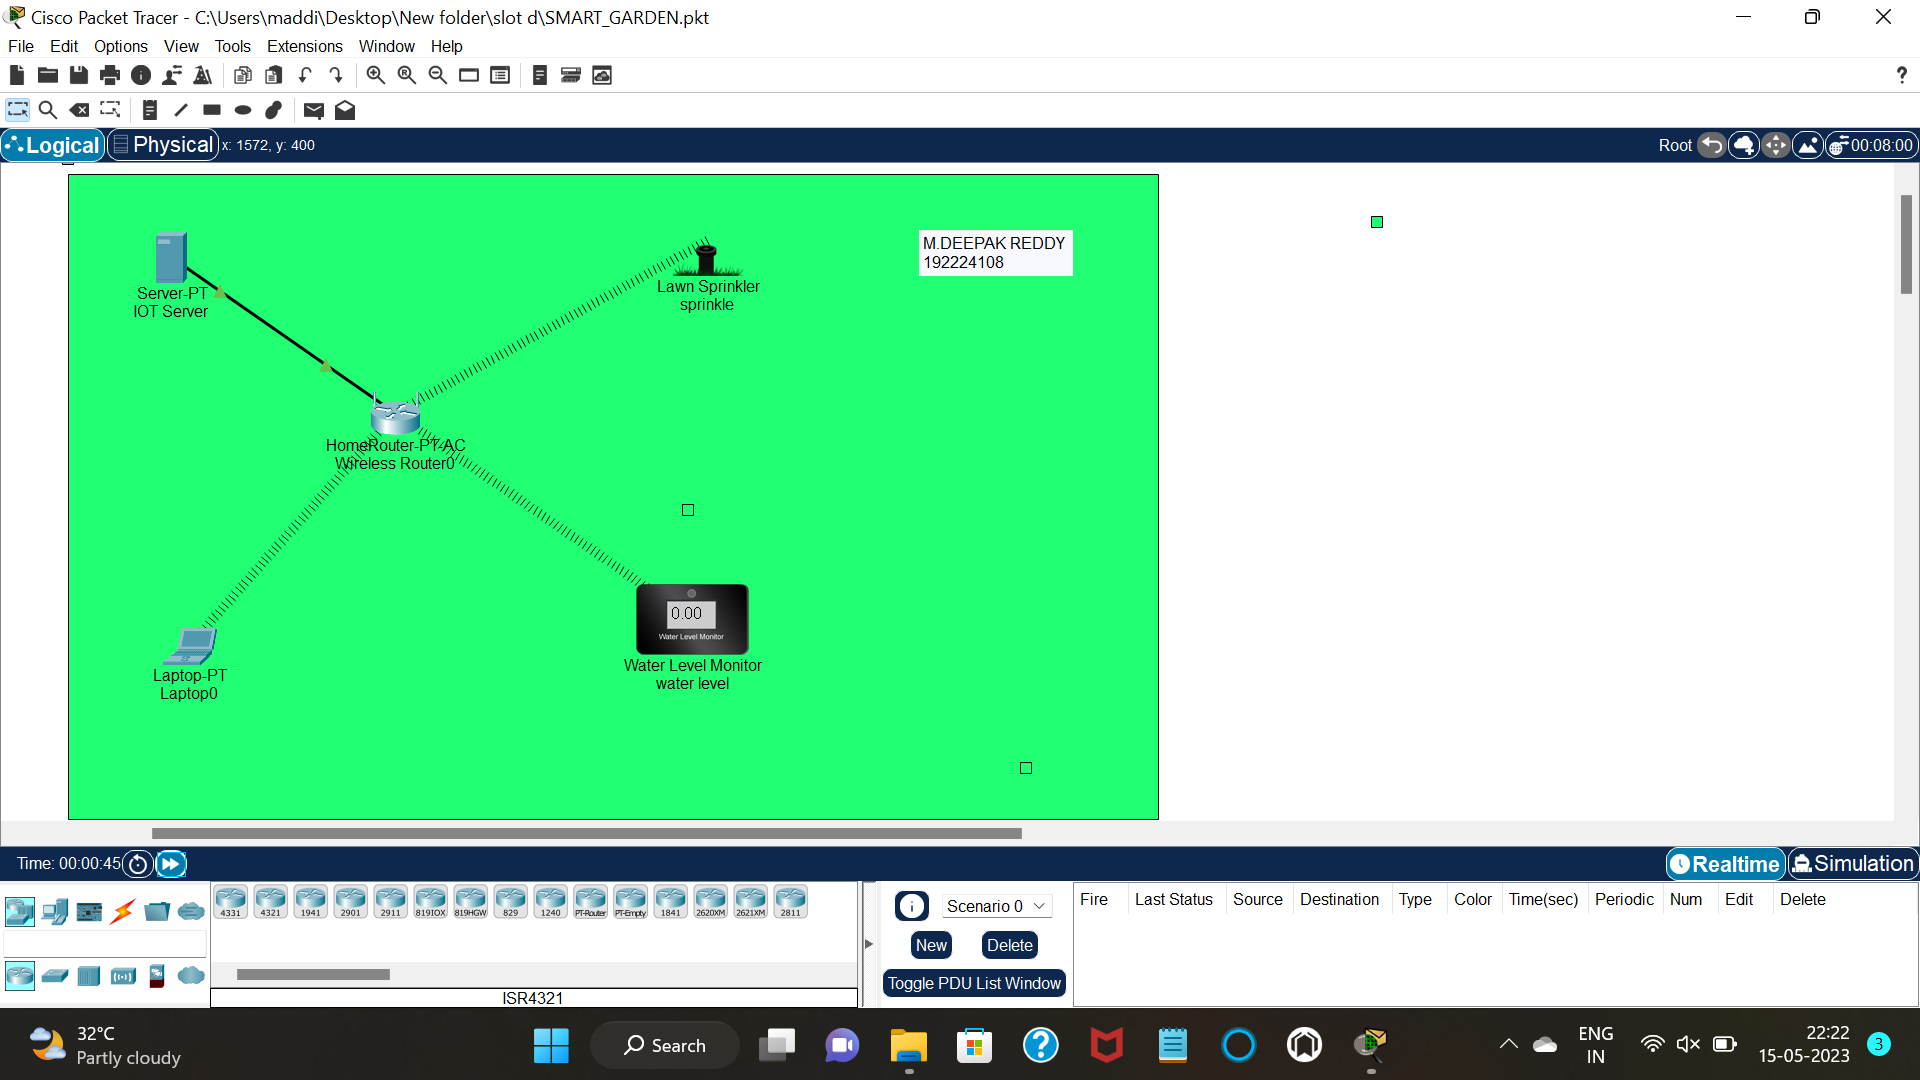 Cisco Packet Tracer - C:\Users\maddi\Desktop\New folder\slot d\SMART_GARDEN.pkt
File Edit Options View Tools Extensions Window Help
?
Logical Physical x: 1572, y: 400 Root 00:08:00
M.DEEPAK REDDY
192224108
Server-PT
IOT Server
Lawn Sprinkler
sprinkle
HomeRouter-PT-AC
Wireless Router0
0.00
Water Level Monitor
Water Level Monitor
water level
Laptop-PT
Laptop0
Time: 00:00:45 Realtime Simulation
4331 4321 1941 2901 2911 819IOX 819HGW 829 1240 PT-Router PT-Empty 1841 2620XM 2621XM 2811
ISR4321
Scenario 0
New Delete
Toggle PDU List Window
Fire Last Status Source Destination Type Color Time(sec) Periodic Num Edit Delete
32°C
Partly cloudy
Search
ENG
IN
22:22
15-05-2023
3